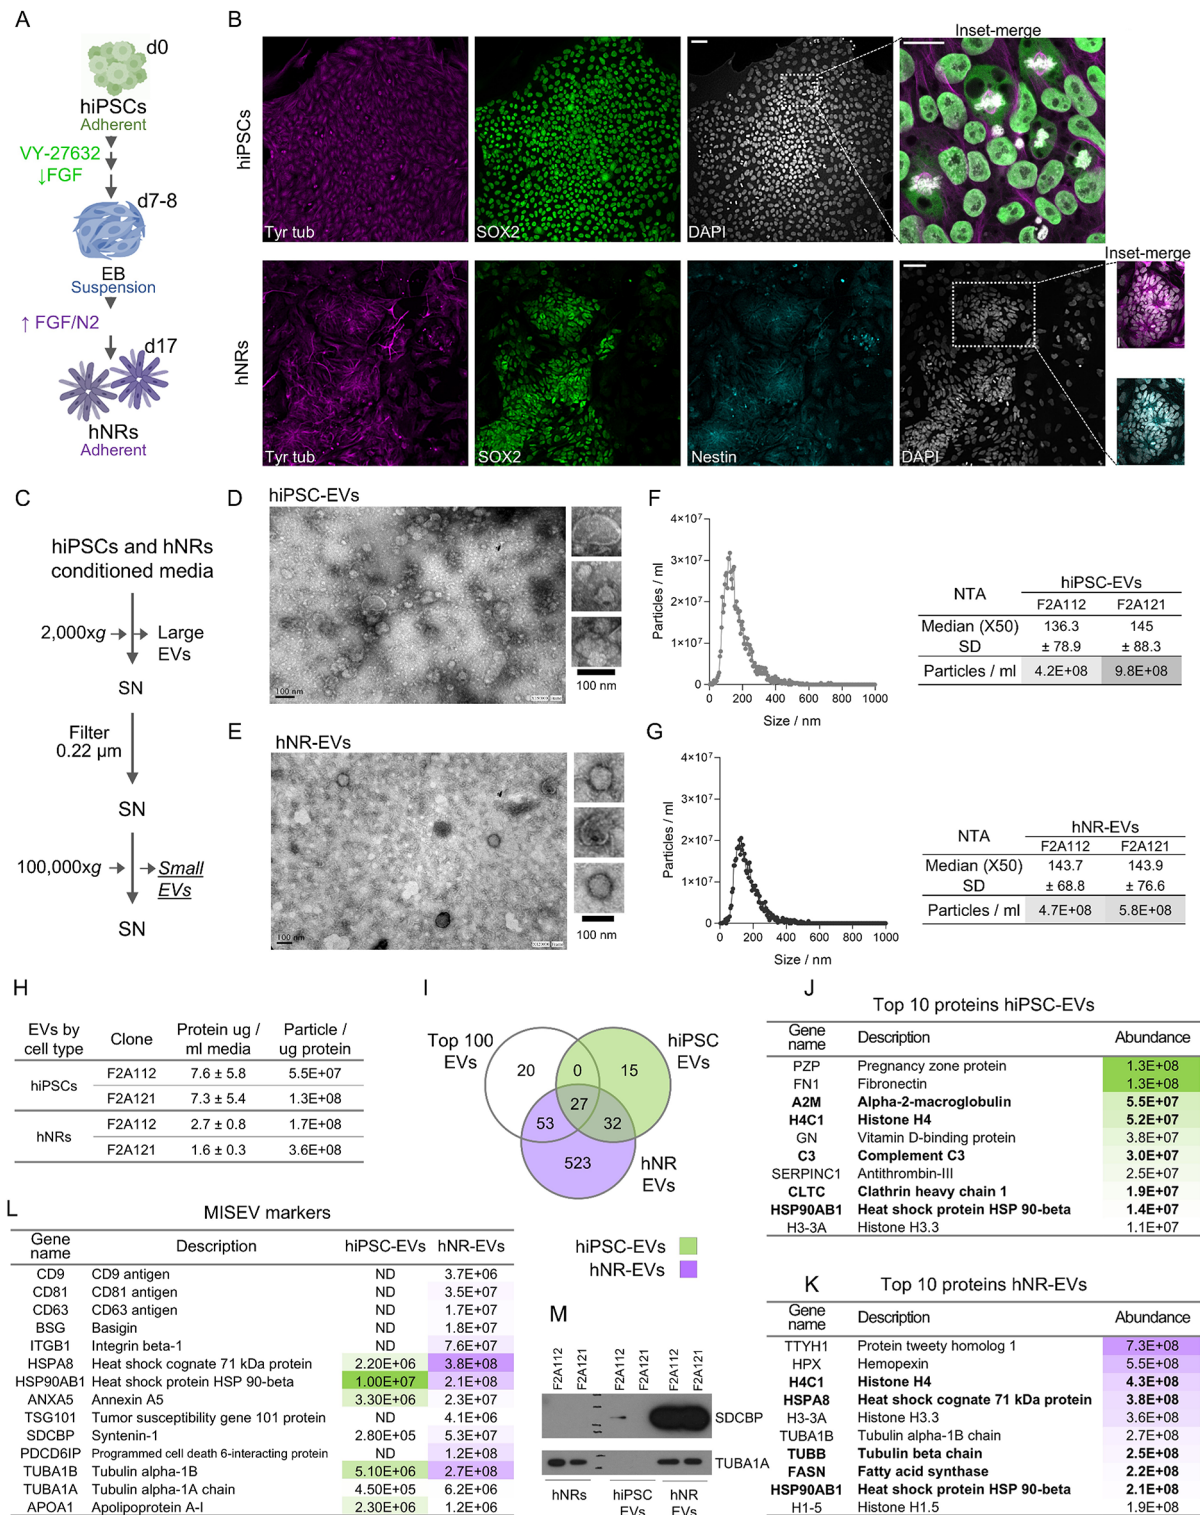 A
d0
hiPSCs
Adherent
VY-27632
↓FGF
d7-8
EB
Suspension
↑ FGF/N2
d17
hNRs
Adherent
B
Inset-merge
hiPSCs
Tyr tub
SOX2
DAPI
Inset-merge
hNRs
Tyr tub
SOX2
Nestin
DAPI
C
hiPSCs and hNRs
conditioned media
2,000xg
Large
EVs
SN
Filter
0.22 µm
SN
100,000xg
Small
EVs
SN
D
hiPSC-EVs
100 nm
100 nm
E
hNR-EVs
100 nm
100 nm
F
Particles / ml
4×10⁷
3×10⁷
2×10⁷
1×10⁷
0
0 200 400 600 800 1000
Size / nm
NTA hiPSC-EVs
F2A112 F2A121
Median (X50) 136.3 145
SD ± 78.9 ± 88.3
Particles / ml 4.2E+08 9.8E+08
G
Particles / ml
4×10⁷
3×10⁷
2×10⁷
1×10⁷
0
0 200 400 600 800 1000
Size / nm
NTA hNR-EVs
F2A112 F2A121
Median (X50) 143.7 143.9
SD ± 68.8 ± 76.6
Particles / ml 4.7E+08 5.8E+08
H
EVs by cell type Clone Protein ug / ml media Particle / ug protein
hiPSCs F2A112 7.6 ± 5.8 5.5E+07
F2A121 7.3 ± 5.4 1.3E+08
hNRs F2A112 2.7 ± 0.8 1.7E+08
F2A121 1.6 ± 0.3 3.6E+08
I
Top 100
EVs
hiPSC
EVs
20 0 15
27
53 32
523
hNR
EVs
hiPSC-EVs
hNR-EVs
J
Top 10 proteins hiPSC-EVs
Gene name Description Abundance
PZP Pregnancy zone protein 1.3E+08
FN1 Fibronectin 1.3E+08
A2M Alpha-2-macroglobulin 5.5E+07
H4C1 Histone H4 5.2E+07
GN Vitamin D-binding protein 3.8E+07
C3 Complement C3 3.0E+07
SERPINC1 Antithrombin-III 2.5E+07
CLTC Clathrin heavy chain 1 1.9E+07
HSP90AB1 Heat shock protein HSP 90-beta 1.4E+07
H3-3A Histone H3.3 1.1E+07
K
Top 10 proteins hNR-EVs
Gene name Description Abundance
TTYH1 Protein tweety homolog 1 7.3E+08
HPX Hemopexin 5.5E+08
H4C1 Histone H4 4.3E+08
HSPA8 Heat shock cognate 71 kDa protein 3.8E+08
H3-3A Histone H3.3 3.6E+08
TUBA1B Tubulin alpha-1B chain 2.7E+08
TUBB Tubulin beta chain 2.5E+08
FASN Fatty acid synthase 2.2E+08
HSP90AB1 Heat shock protein HSP 90-beta 2.1E+08
H1-5 Histone H1.5 1.9E+08
L
MISEV markers
Gene name Description hiPSC-EVs hNR-EVs
CD9 CD9 antigen ND 3.7E+06
CD81 CD81 antigen ND 3.5E+07
CD63 CD63 antigen ND 1.7E+07
BSG Basigin ND 1.8E+07
ITGB1 Integrin beta-1 ND 7.6E+07
HSPA8 Heat shock cognate 71 kDa protein 2.20E+06 3.8E+08
HSP90AB1 Heat shock protein HSP 90-beta 1.00E+07 2.1E+08
ANXA5 Annexin A5 3.30E+06 2.3E+07
TSG101 Tumor susceptibility gene 101 protein ND 4.1E+06
SDCBP Syntenin-1 2.80E+05 5.3E+07
PDCD6IP Programmed cell death 6-interacting protein ND 1.2E+08
TUBA1B Tubulin alpha-1B 5.10E+06 2.7E+08
TUBA1A Tubulin alpha-1A chain 4.50E+05 6.2E+06
APOA1 Apolipoprotein A-I 2.30E+06 1.2E+06
M
F2A112 F2A121 F2A112 F2A121 F2A112 F2A121
SDCBP
TUBA1A
hNRs hiPSC EVs hNR EVs